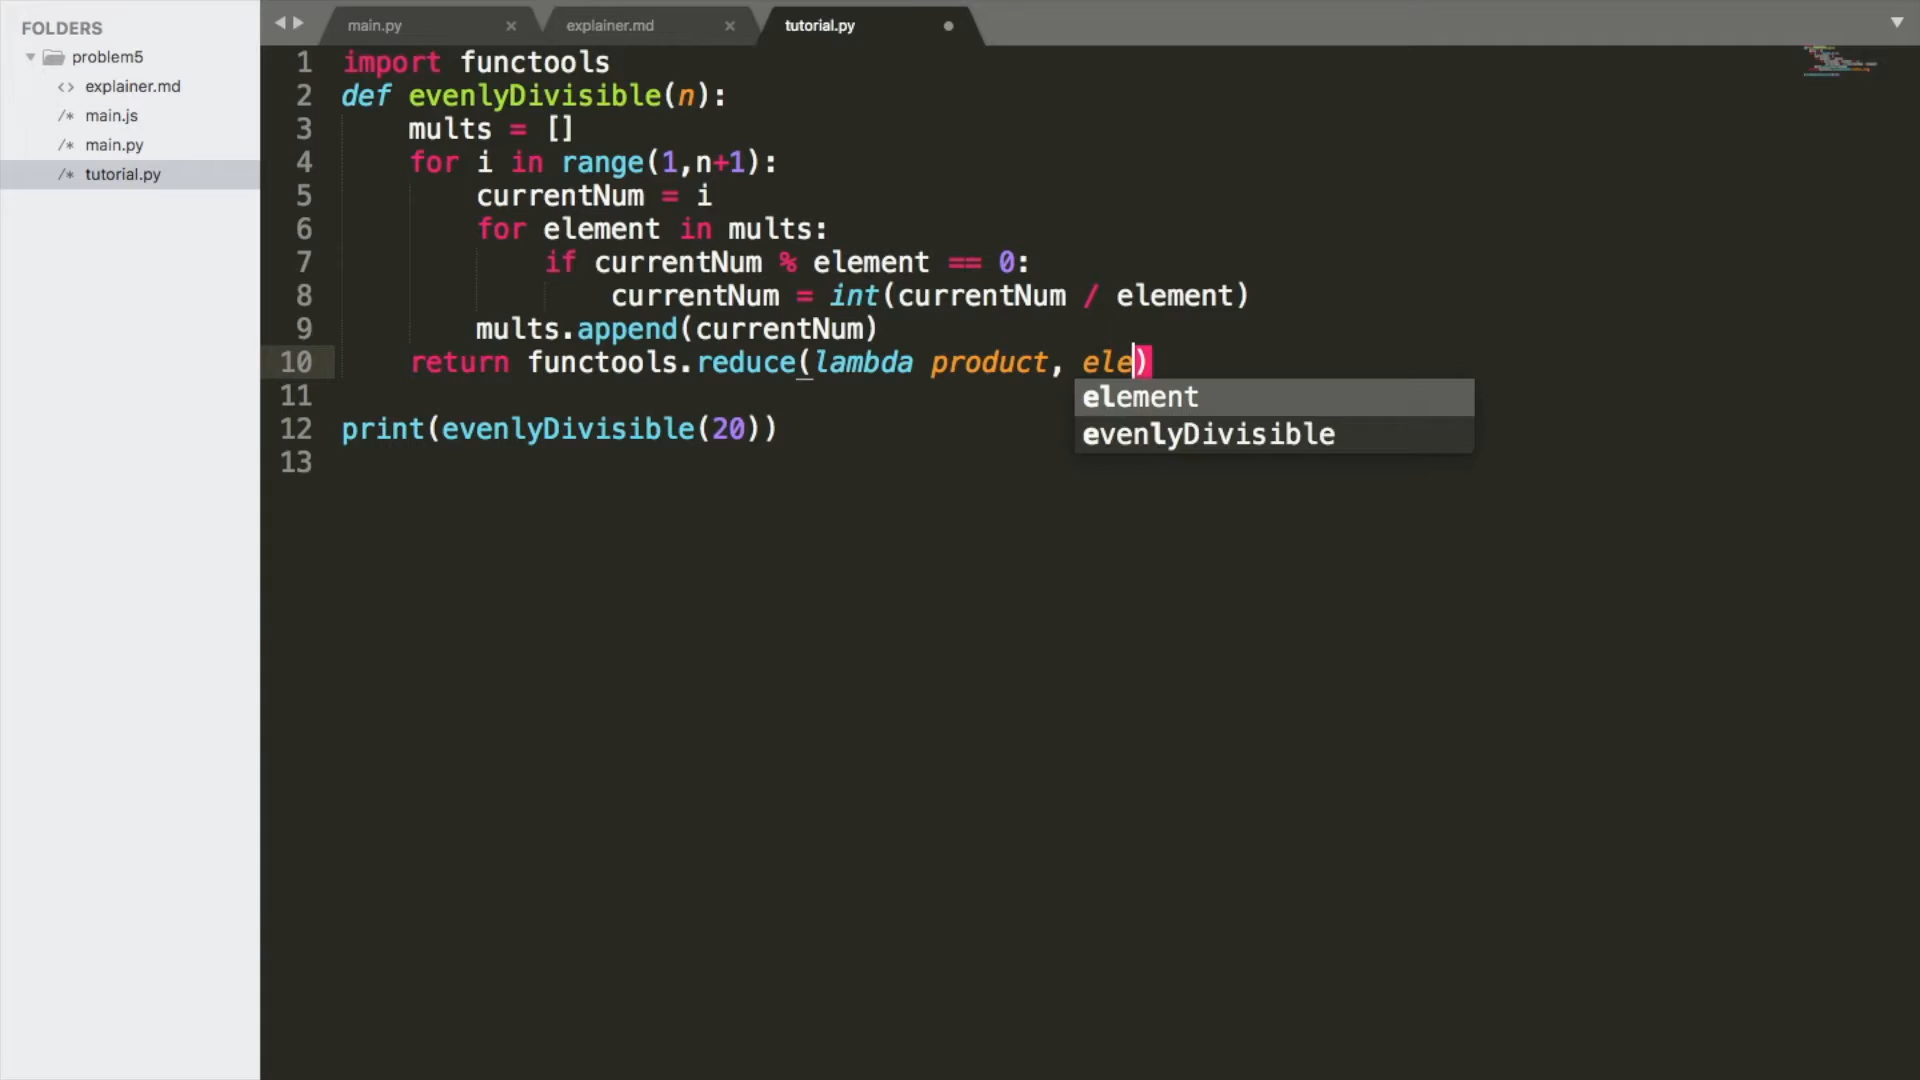 FOLDERS
problem5
<> explainer.md
/* main.js
/* main.py
/* tutorial.py
main.py ×
explainer.md ×
tutorial.py
1 import functools
2 def evenlyDivisible(n):
3 mults = []
4 for i in range(1,n+1):
5 currentNum = i
6 for element in mults:
7 if currentNum % element == 0:
8 currentNum = int(currentNum / element)
9 mults.append(currentNum)
10 return functools.reduce(lambda product, ele)
element
evenlyDivisible
11
12 print(evenlyDivisible(20))
13